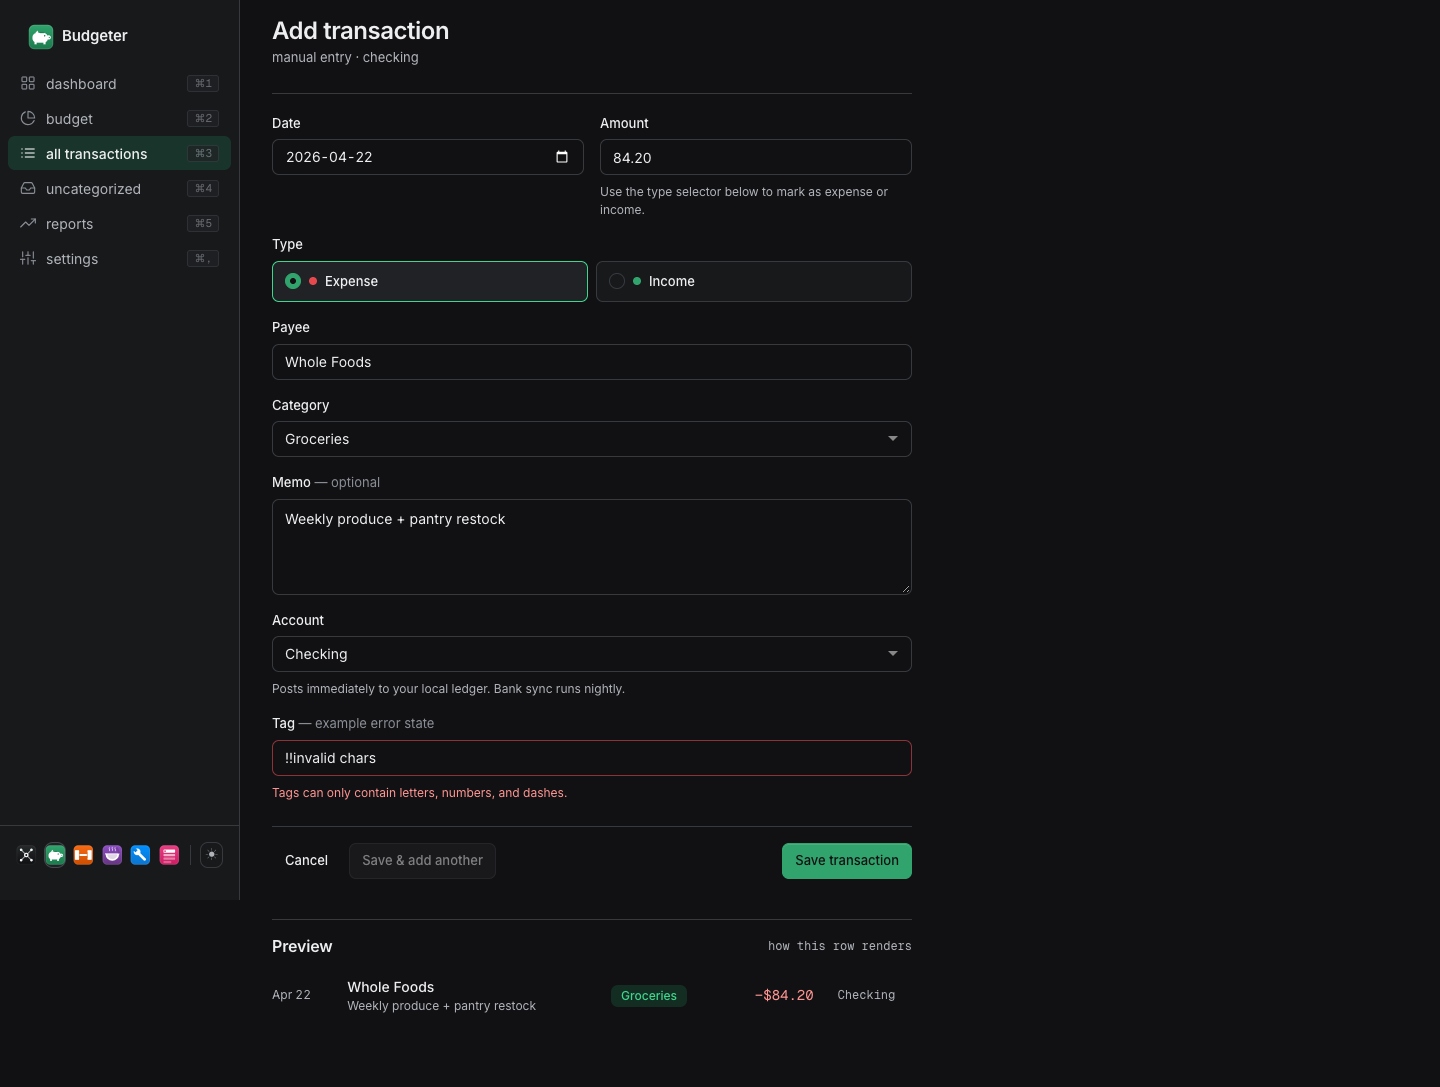 Budgeter
dashboard ⌘1
budget ⌘2
all transactions ⌘3
uncategorized ⌘4
reports ⌘5
settings ⌘,
Add transaction
manual entry · checking
Date
2026-04-22
Amount
84.20
Use the type selector below to mark as expense or
income.
Type
Expense
Income
Payee
Whole Foods
Category
Groceries
Memo — optional
Weekly produce + pantry restock
Account
Checking
Posts immediately to your local ledger. Bank sync runs nightly.
Tag — example error state
!!invalid chars
Tags can only contain letters, numbers, and dashes.
Cancel
Save & add another
Save transaction
Preview
how this row renders
Apr 22
Whole Foods
Weekly produce + pantry restock
Groceries
−$84.20
Checking